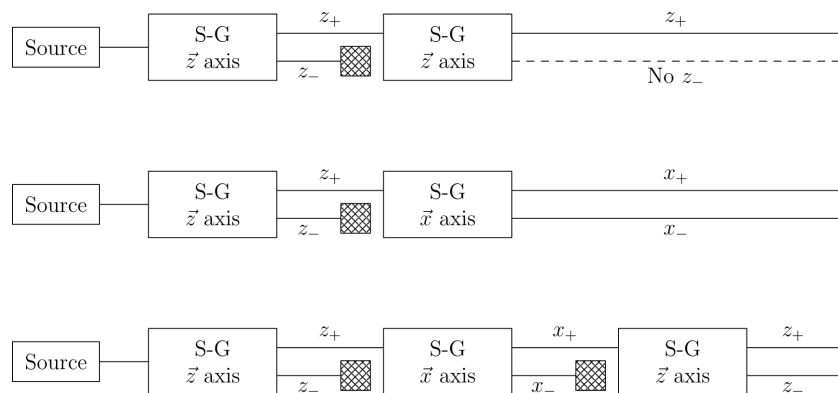 z₊ z₊
Source S-G S-G
z⃗ axis z⃗ axis
z₋ No z₋
z₊ x₊
Source S-G S-G
z⃗ axis x⃗ axis
z₋ x₋
z₊ x₊ z₊
Source S-G S-G S-G
z⃗ axis x⃗ axis z⃗ axis
z₋ x₋ z₋